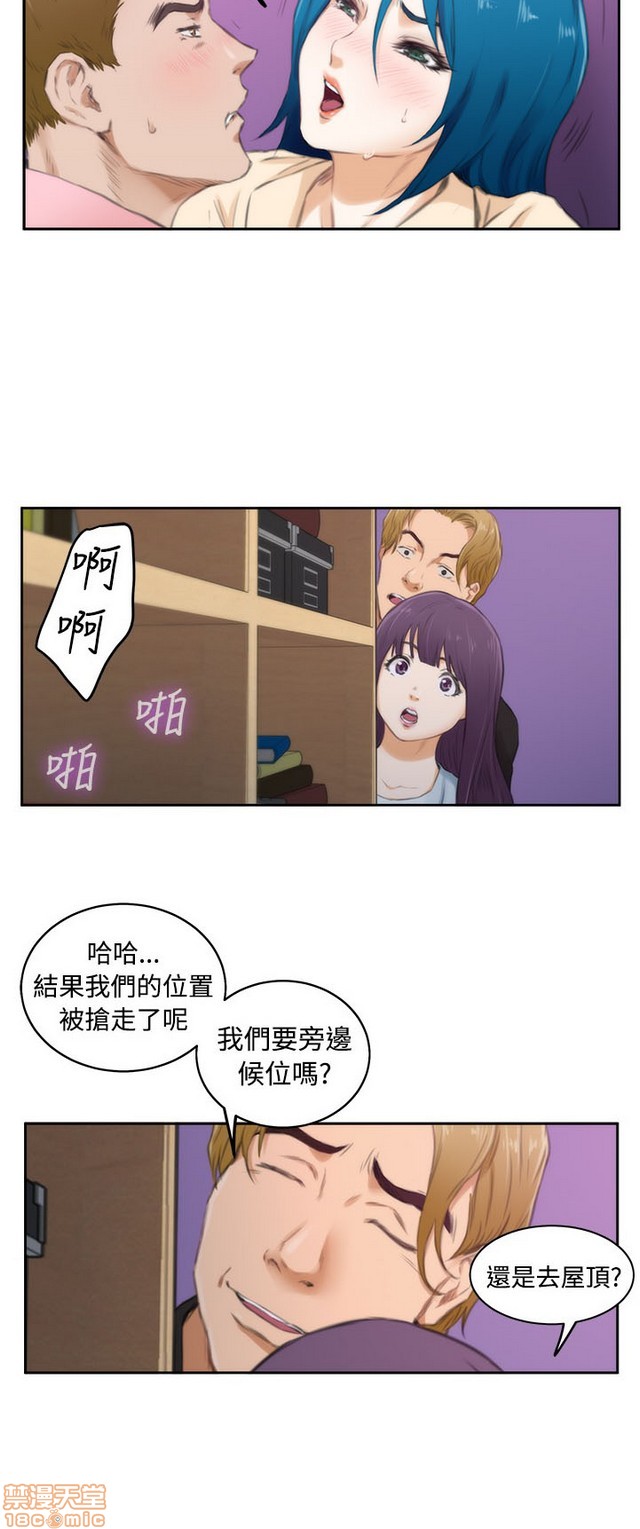 啊
啊
啪
啪
哈哈...
結果我們的位置
被搶走了呢
我們要旁邊
候位嗎?
還是去屋頂?
禁漫天堂
18comic